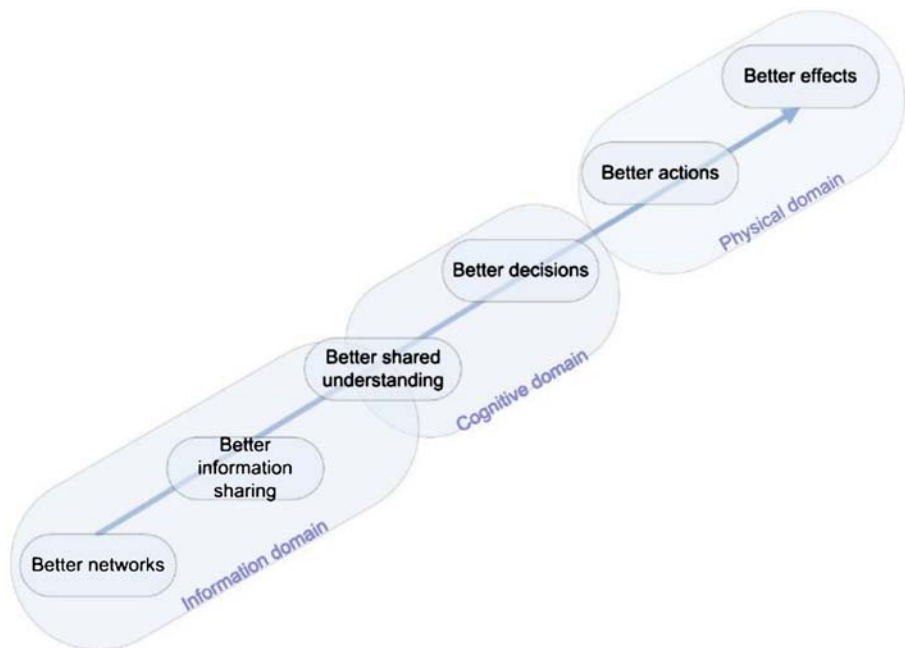 Better effects
Better actions
Physical domain
Better decisions
Better shared
understanding
Cognitive domain
Better
information
sharing
Better networks
Information domain